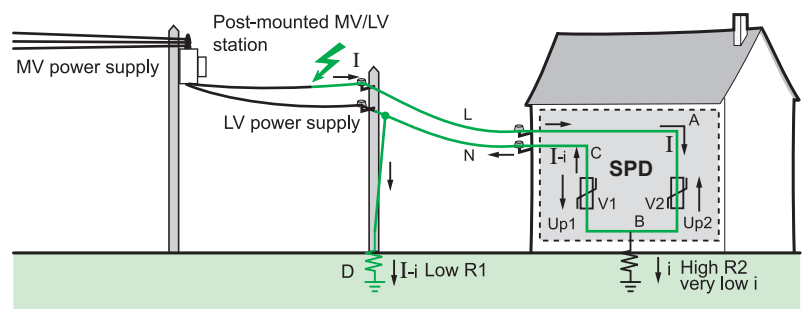 Post-mounted MV/LV
station
MV power supply
I
LV power supply
L
N
A
I
I-i
C
SPD
V1
V2
Up1
B
Up2
D
I-i Low R1
i High R2
very low i